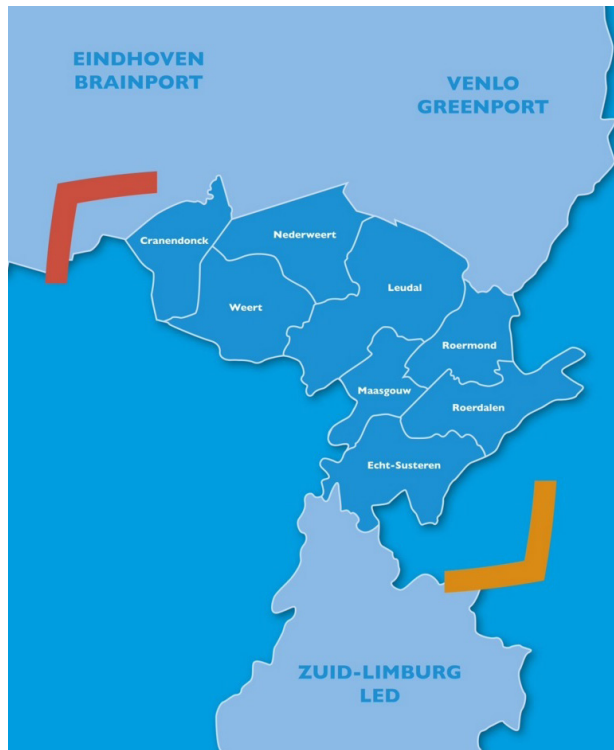 EINDHOVEN
BRAINPORT
VENLO
GREENPORT
Cranendonck
Nederweert
Weert
Leudal
Roermond
Maasgouw
Roerdalen
Echt-Susteren
ZUID-LIMBURG
LED